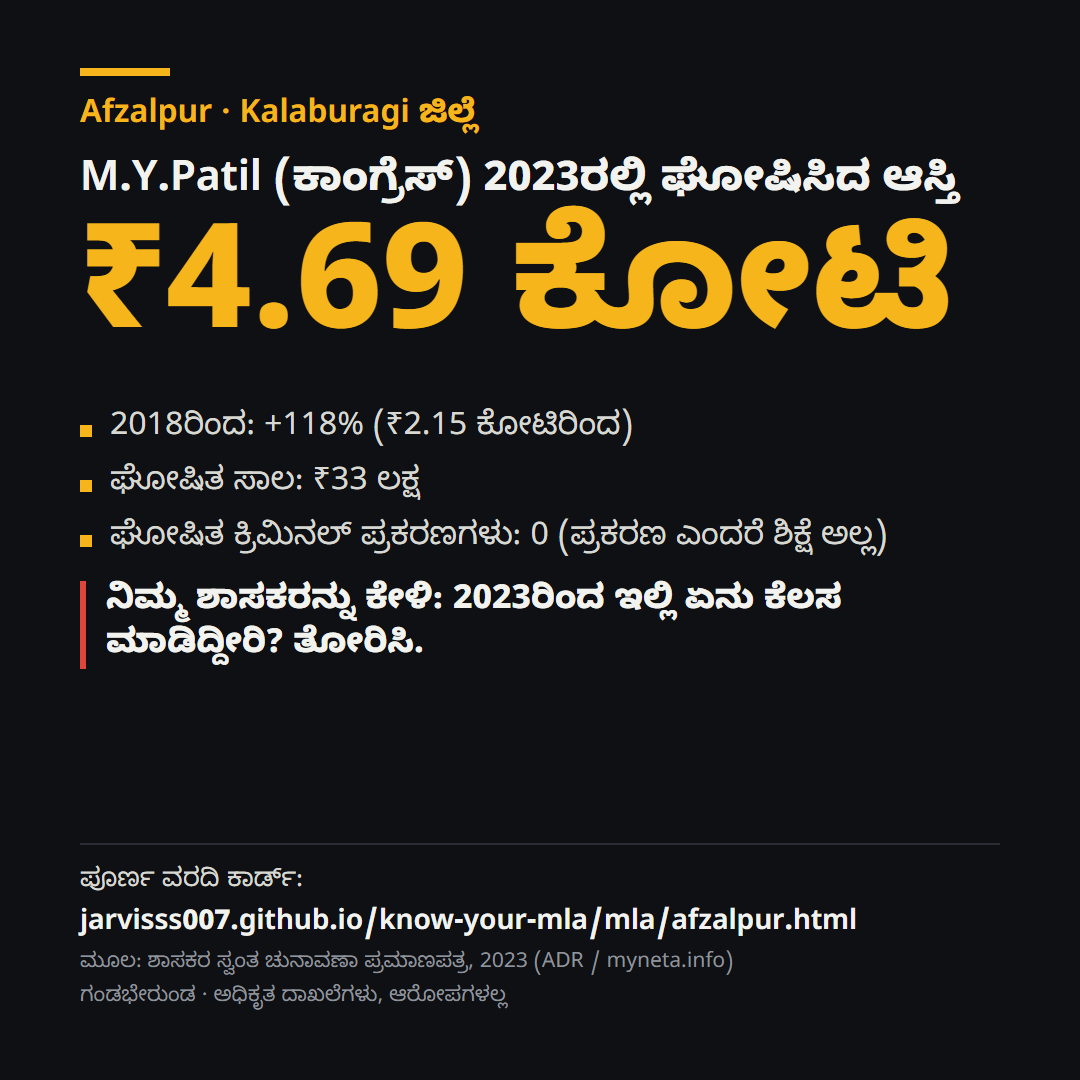 Afzalpur · Kalaburagi ಜಿಲ್ಲೆ
M.Y.Patil (ಕಾಂಗ್ರೆಸ್) 2023ರಲ್ಲಿ ಘೋಷಿಸಿದ ಆಸ್ತಿ
₹4.69 ಕೋಟಿ
2018ರಿಂದ: +118% (₹2.15 ಕೋಟಿರಿಂದ)
ಘೋಷಿತ ಸಾಲ: ₹33 ಲಕ್ಷ
ಘೋಷಿತ ಕ್ರಿಮಿನಲ್ ಪ್ರಕರಣಗಳು: 0 (ಪ್ರಕರಣ ಎಂದರೆ ಶಿಕ್ಷೆ ಅಲ್ಲ)
ನಿಮ್ಮ ಶಾಸಕರನ್ನು ಕೇಳಿ: 2023ರಿಂದ ಇಲ್ಲಿ ಏನು ಕೆಲಸ
ಮಾಡಿದ್ದೀರಿ? ತೋರಿಸಿ.
ಪೂರ್ಣ ವರದಿ ಕಾರ್ಡ್:
jarvisss007.github.io/know-your-mla/mla/afzalpur.html
ಮೂಲ: ಶಾಸಕರ ಸ್ವಂತ ಚುನಾವಣಾ ಪ್ರಮಾಣಪತ್ರ, 2023 (ADR / myneta.info)
ಗಂಡಭೇರುಂಡ · ಅಧಿಕೃತ ದಾಖಲೆಗಳು, ಆರೋಪಗಳಲ್ಲ